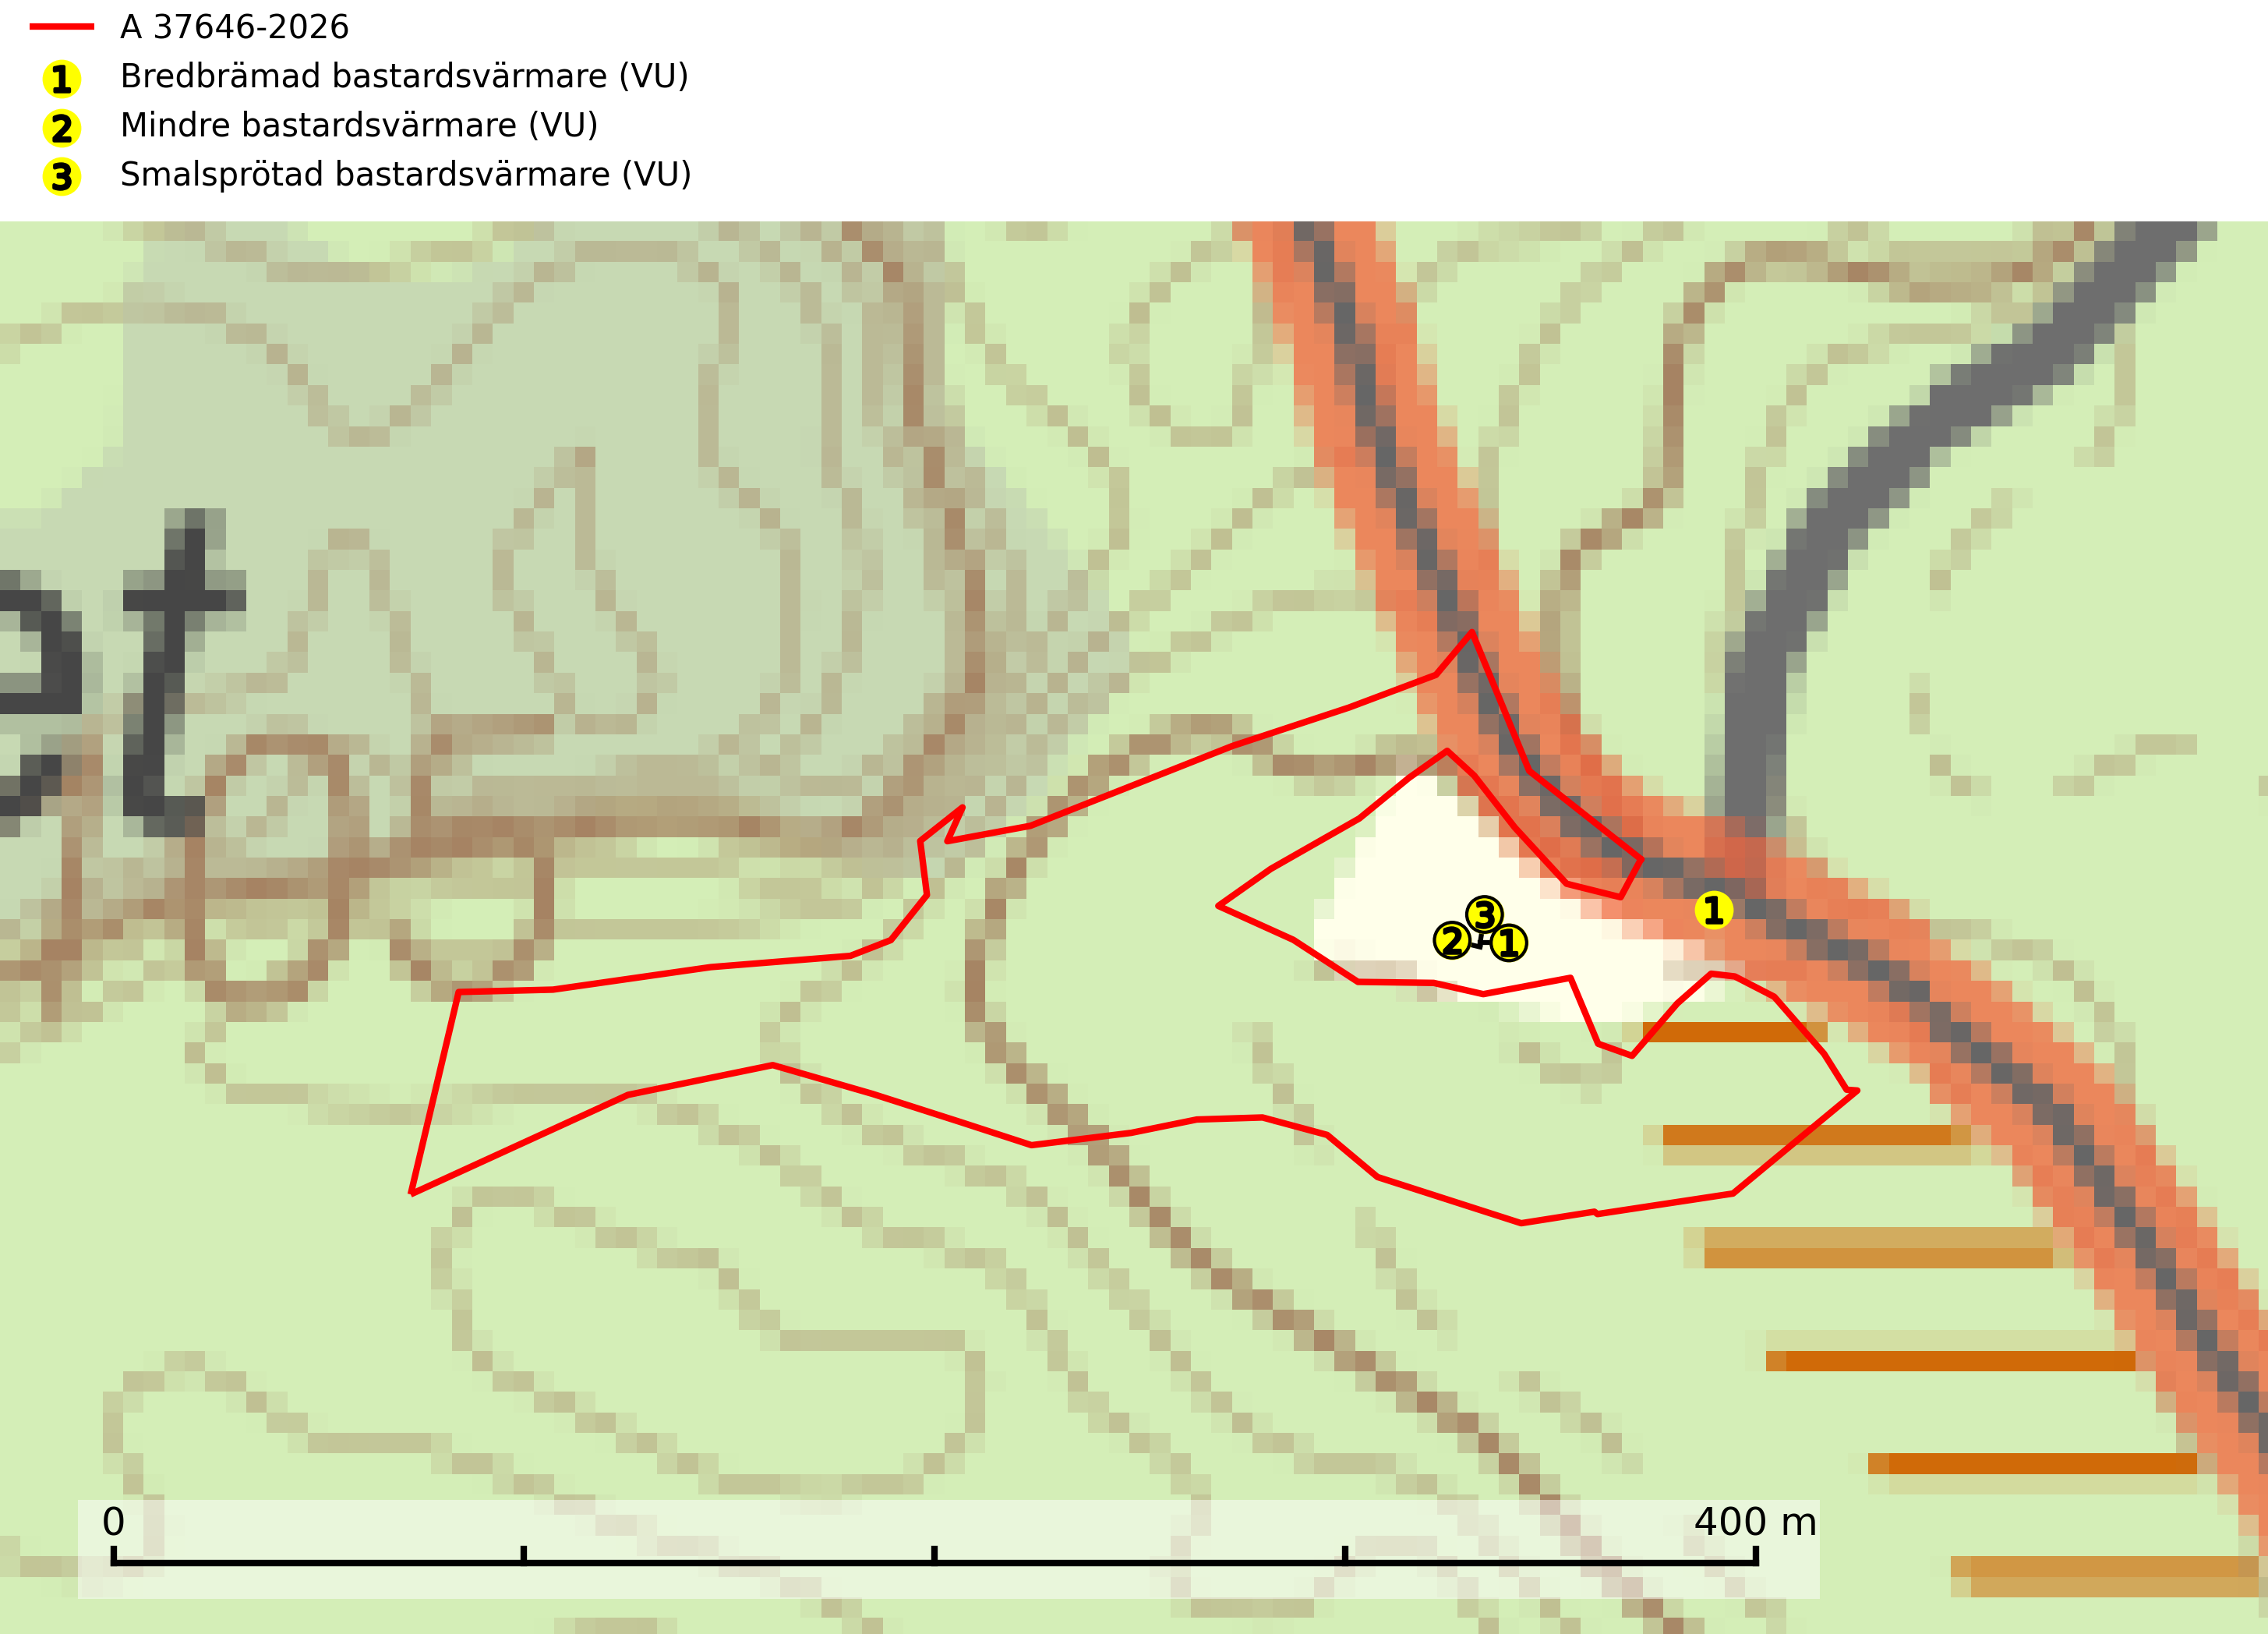 A 37646-2026
1 Bredbrämad bastardsvärmare (VU)
2 Mindre bastardsvärmare (VU)
3 Smalsprötad bastardsvärmare (VU)
t
1
3
2 1
0 400 m